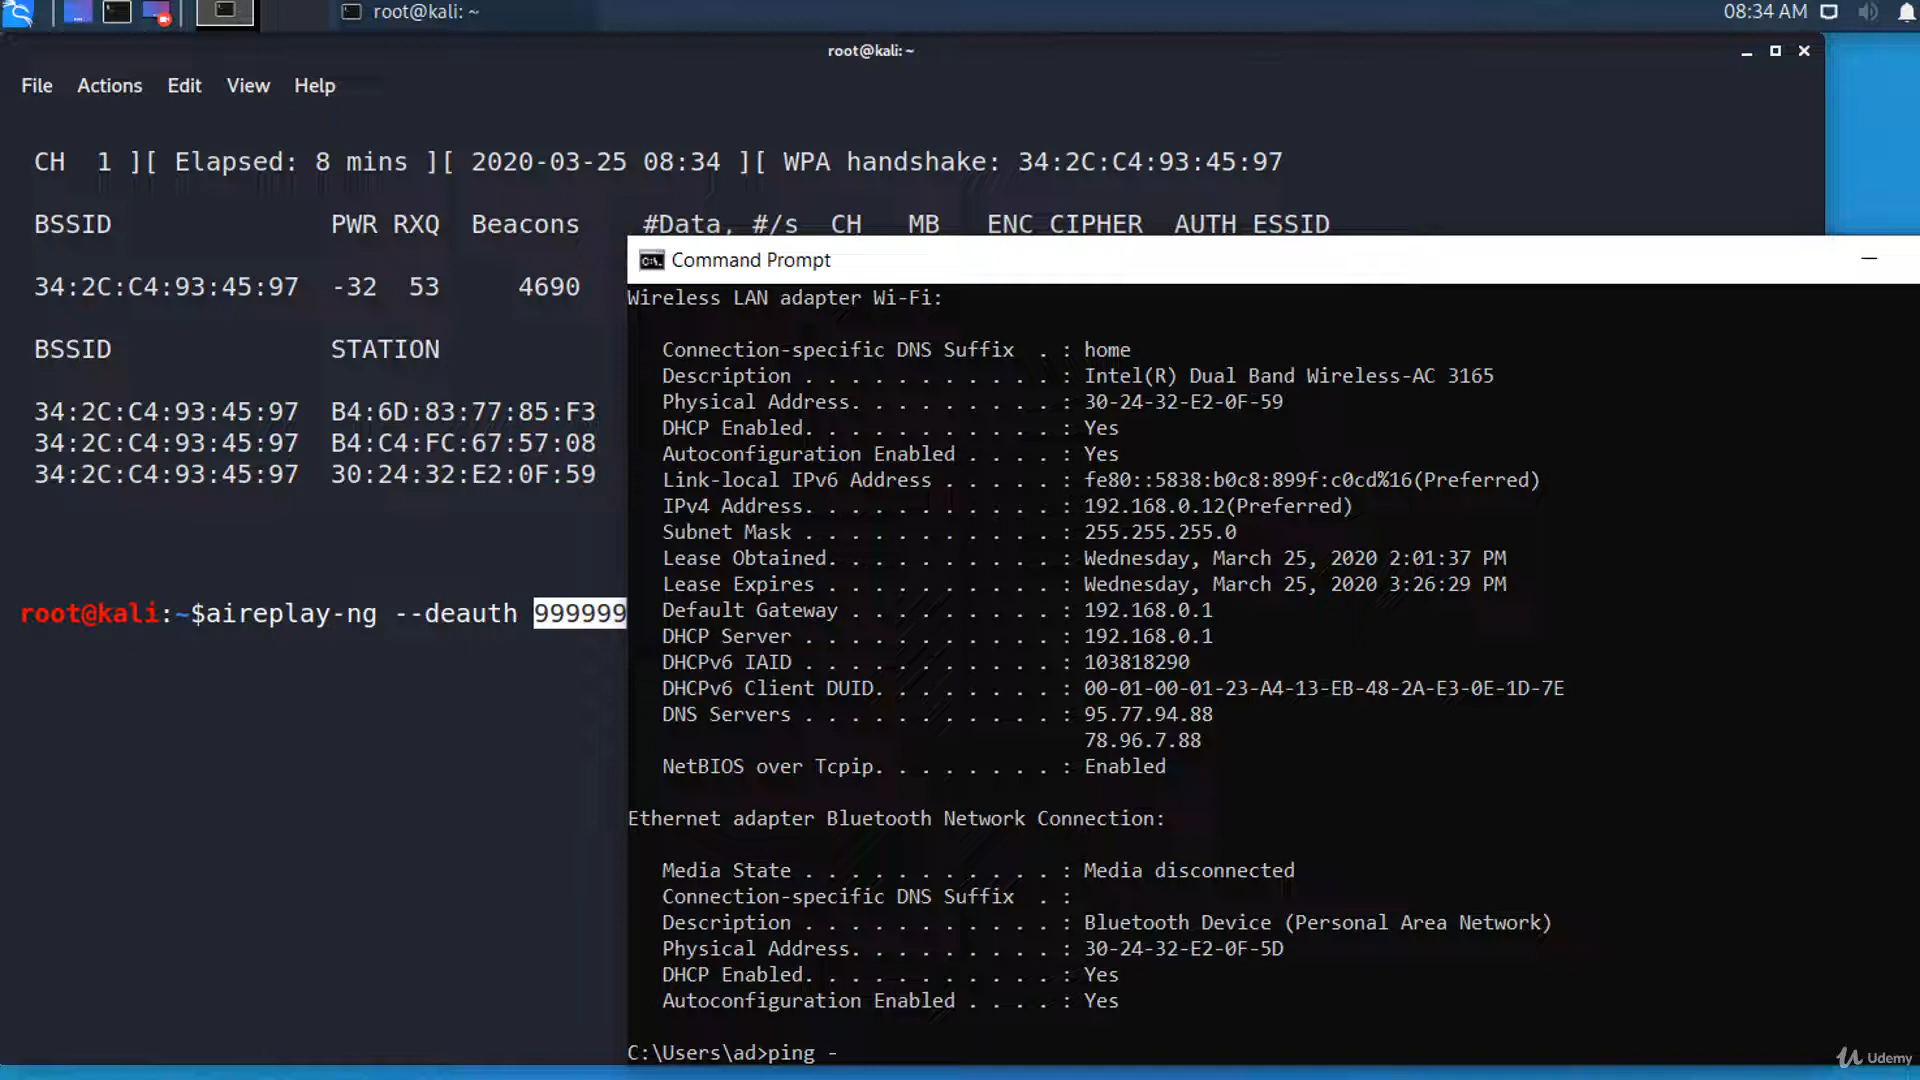 root@kali: ~
08:34 AM
root@kali: ~
File Actions Edit View Help
CH 1 ][ Elapsed: 8 mins ][ 2020-03-25 08:34 ][ WPA handshake: 34:2C:C4:93:45:97
BSSID PWR RXQ Beacons #Data, #/s CH MB ENC CIPHER AUTH ESSID
34:2C:C4:93:45:97 -32 53 4690
BSSID STATION
34:2C:C4:93:45:97 B4:6D:83:77:85:F3
34:2C:C4:93:45:97 B4:C4:FC:67:57:08
34:2C:C4:93:45:97 30:24:32:E2:0F:59
root@kali:~$aireplay-ng --deauth 999999
Command Prompt
Wireless LAN adapter Wi-Fi:
Connection-specific DNS Suffix . : home
Description . . . . . . . . . . . : Intel(R) Dual Band Wireless-AC 3165
Physical Address. . . . . . . . . : 30-24-32-E2-0F-59
DHCP Enabled. . . . . . . . . . . : Yes
Autoconfiguration Enabled . . . . : Yes
Link-local IPv6 Address . . . . . : fe80::5838:b0c8:899f:c0cd%16(Preferred)
IPv4 Address. . . . . . . . . . . : 192.168.0.12(Preferred)
Subnet Mask . . . . . . . . . . . : 255.255.255.0
Lease Obtained. . . . . . . . . . : Wednesday, March 25, 2020 2:01:37 PM
Lease Expires . . . . . . . . . . : Wednesday, March 25, 2020 3:26:29 PM
Default Gateway . . . . . . . . . : 192.168.0.1
DHCP Server . . . . . . . . . . . : 192.168.0.1
DHCPv6 IAID . . . . . . . . . . . : 103818290
DHCPv6 Client DUID. . . . . . . . : 00-01-00-01-23-A4-13-EB-48-2A-E3-0E-1D-7E
DNS Servers . . . . . . . . . . . : 95.77.94.88
78.96.7.88
NetBIOS over Tcpip. . . . . . . . : Enabled
Ethernet adapter Bluetooth Network Connection:
Media State . . . . . . . . . . . : Media disconnected
Connection-specific DNS Suffix . :
Description . . . . . . . . . . . : Bluetooth Device (Personal Area Network)
Physical Address. . . . . . . . . : 30-24-32-E2-0F-5D
DHCP Enabled. . . . . . . . . . . : Yes
Autoconfiguration Enabled . . . . : Yes
C:\Users\ad>ping -
Udemy